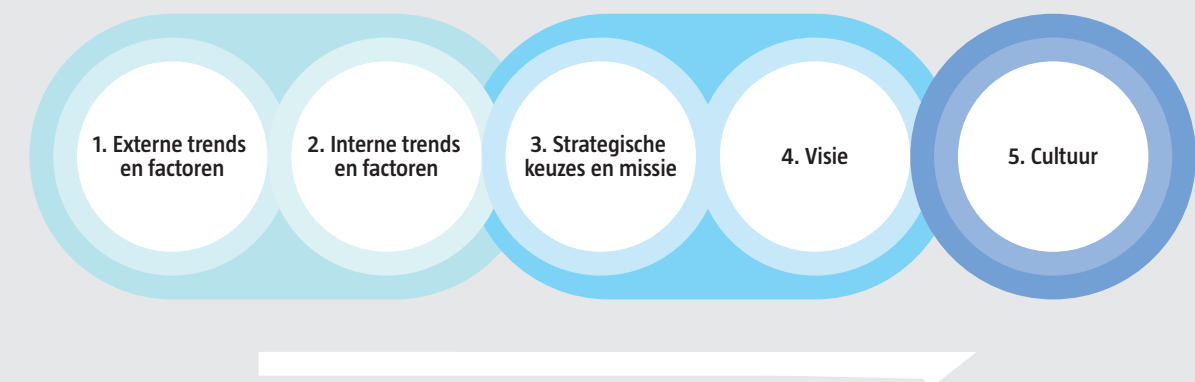 1. Externe trends
en factoren
2. Interne trends
en factoren
3. Strategische
keuzes en missie
4. Visie
5. Cultuur